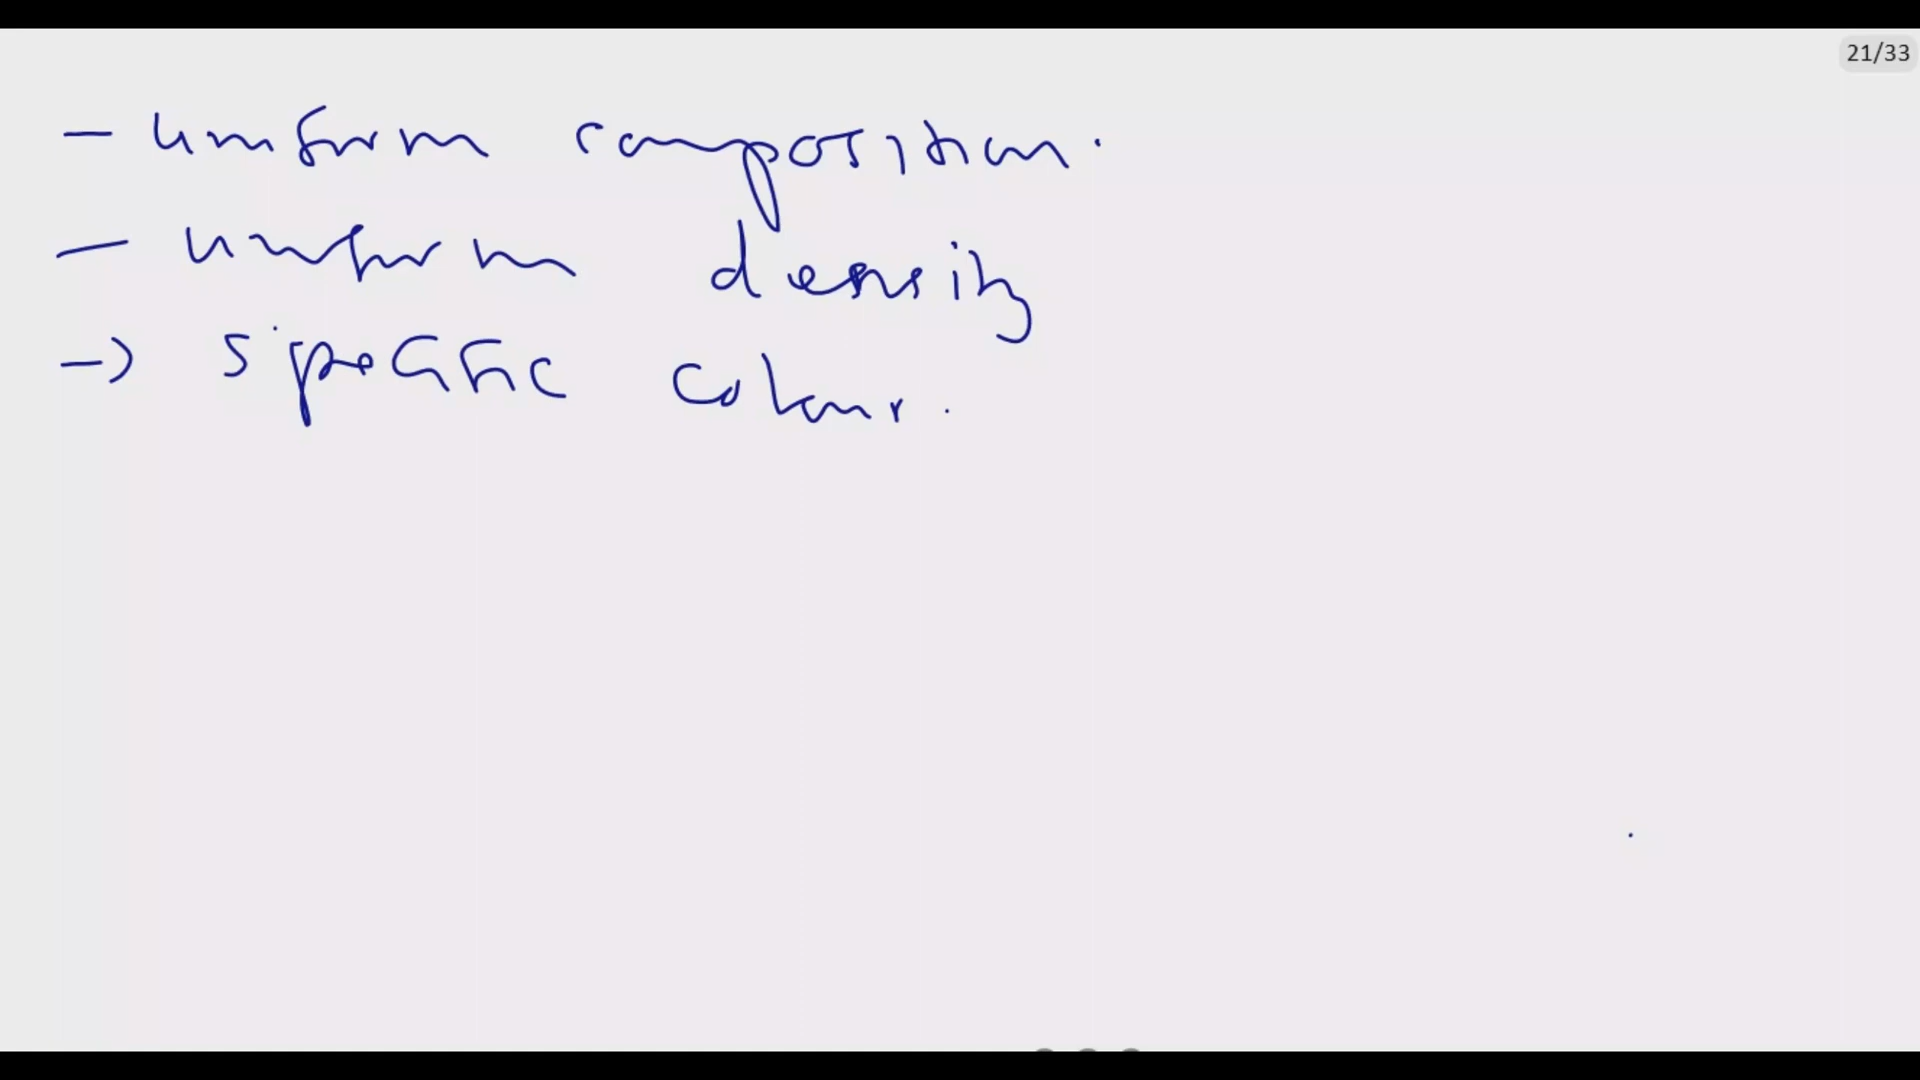 21/33
- uniform composition.
- uniform density
-> specific colour.